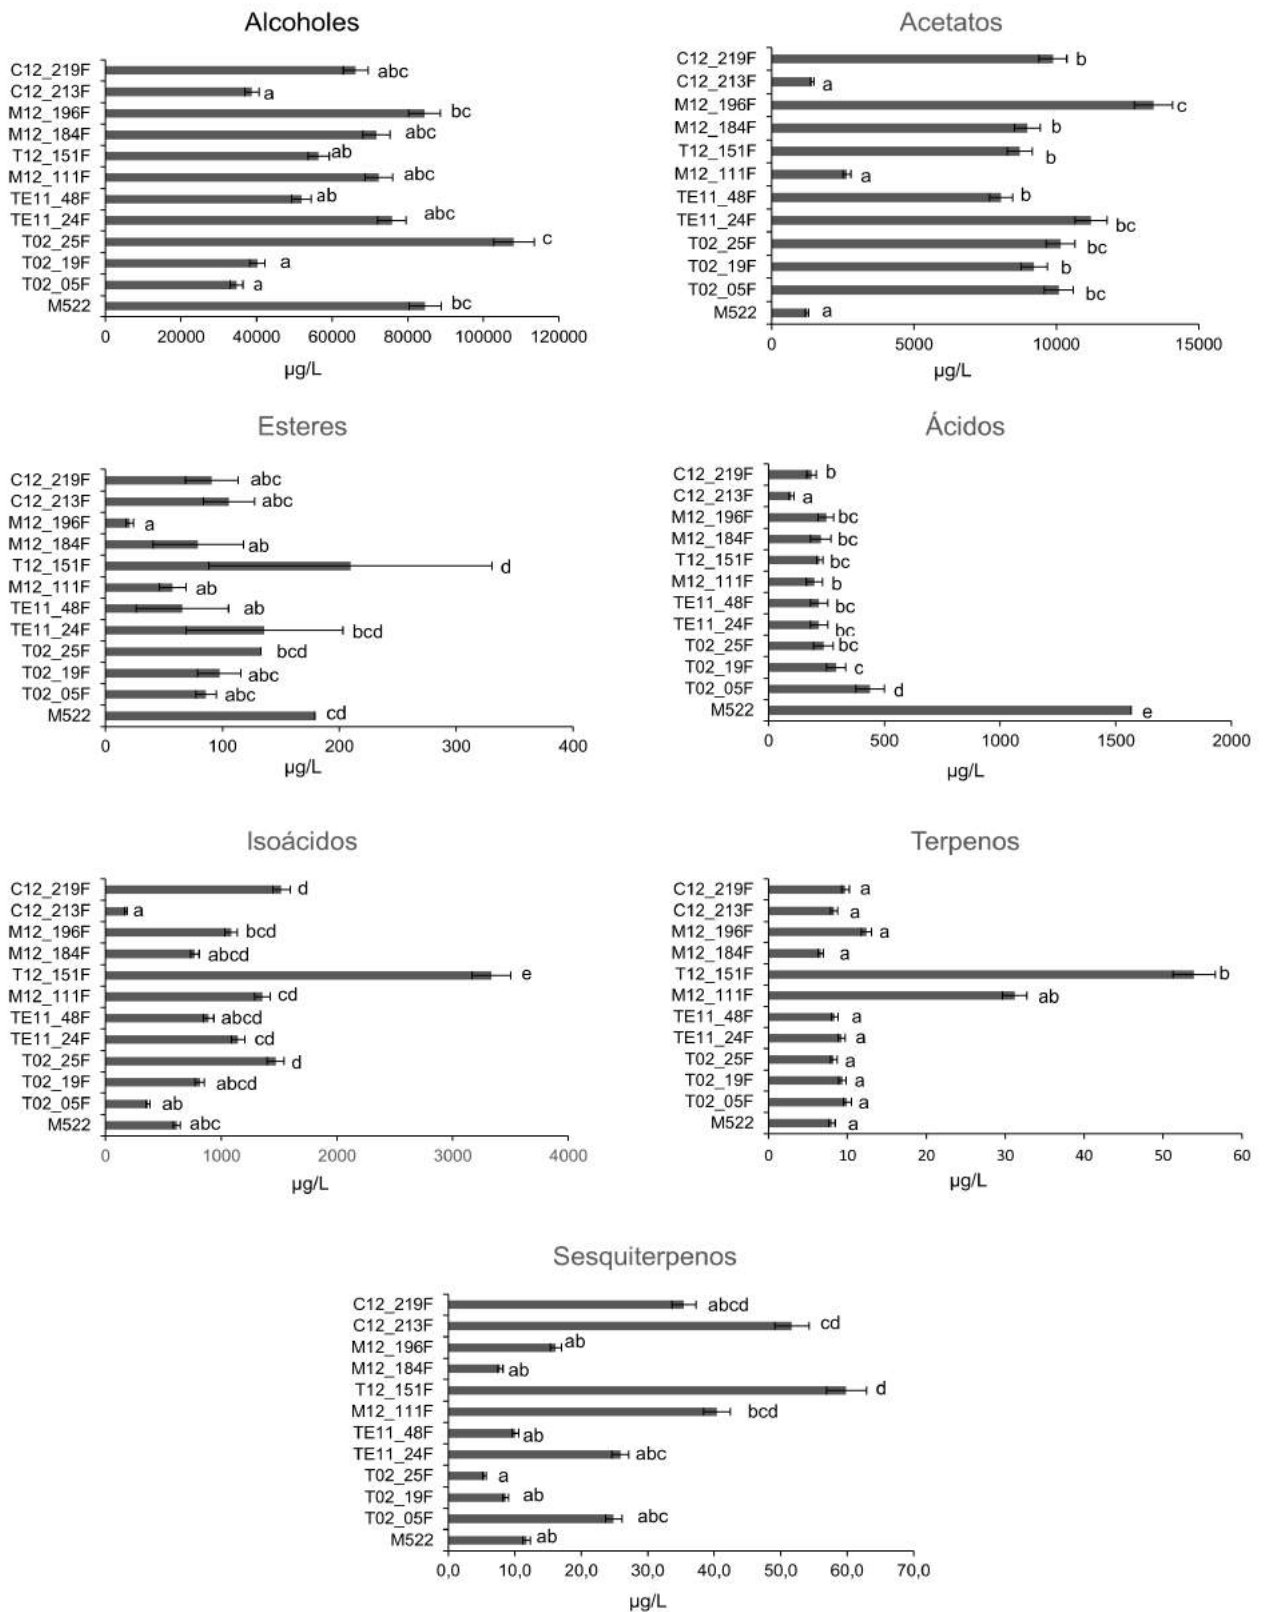 Alcoholes
C12_219F abc
C12_213F a
M12_196F bc
M12_184F abc
T12_151F ab
M12_111F abc
TE11_48F ab
TE11_24F abc
T02_25F c
T02_19F a
T02_05F a
M522 bc
0 20000 40000 60000 80000 100000 120000
µg/L
Acetatos
C12_219F b
C12_213F a
M12_196F c
M12_184F b
T12_151F b
M12_111F a
TE11_48F b
TE11_24F bc
T02_25F bc
T02_19F b
T02_05F bc
M522 a
0 5000 10000 15000
µg/L
Esteres
C12_219F abc
C12_213F abc
M12_196F a
M12_184F ab
T12_151F d
M12_111F ab
TE11_48F ab
TE11_24F bcd
T02_25F bcd
T02_19F abc
T02_05F abc
M522 cd
0 100 200 300 400
µg/L
Ácidos
C12_219F b
C12_213F a
M12_196F bc
M12_184F bc
T12_151F bc
M12_111F b
TE11_48F bc
TE11_24F bc
T02_25F bc
T02_19F c
T02_05F d
M522 e
0 500 1000 1500 2000
µg/L
Isoácidos
C12_219F d
C12_213F a
M12_196F bcd
M12_184F abcd
T12_151F e
M12_111F cd
TE11_48F abcd
TE11_24F cd
T02_25F d
T02_19F abcd
T02_05F ab
M522 abc
0 1000 2000 3000 4000
µg/L
Terpenos
C12_219F a
C12_213F a
M12_196F a
M12_184F a
T12_151F b
M12_111F ab
TE11_48F a
TE11_24F a
T02_25F a
T02_19F a
T02_05F a
M522 a
0 10 20 30 40 50 60
µg/L
Sesquiterpenos
C12_219F abcd
C12_213F cd
M12_196F ab
M12_184F ab
T12_151F d
M12_111F bcd
TE11_48F ab
TE11_24F abc
T02_25F a
T02_19F ab
T02_05F abc
M522 ab
0,0 10,0 20,0 30,0 40,0 50,0 60,0 70,0
µg/L